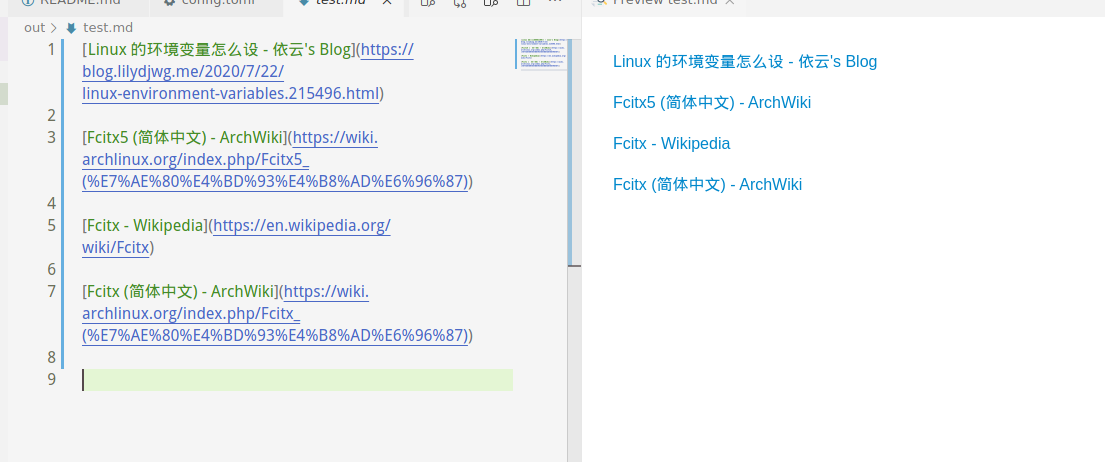 README.md config.toml test.md Preview test.md
out > test.md
1 [Linux 的环境变量怎么设 - 依云's Blog](https://
blog.lilydjwg.me/2020/7/22/
linux-environment-variables.215496.html)
2
3 [Fcitx5 (简体中文) - ArchWiki](https://wiki.
archlinux.org/index.php/Fcitx5_
(%E7%AE%80%E4%BD%93%E4%B8%AD%E6%96%87))
4
5 [Fcitx - Wikipedia](https://en.wikipedia.org/
wiki/Fcitx)
6
7 [Fcitx (简体中文) - ArchWiki](https://wiki.
archlinux.org/index.php/Fcitx_
(%E7%AE%80%E4%BD%93%E4%B8%AD%E6%96%87))
8
9
Linux 的环境变量怎么设 - 依云's Blog
Fcitx5 (简体中文) - ArchWiki
Fcitx - Wikipedia
Fcitx (简体中文) - ArchWiki